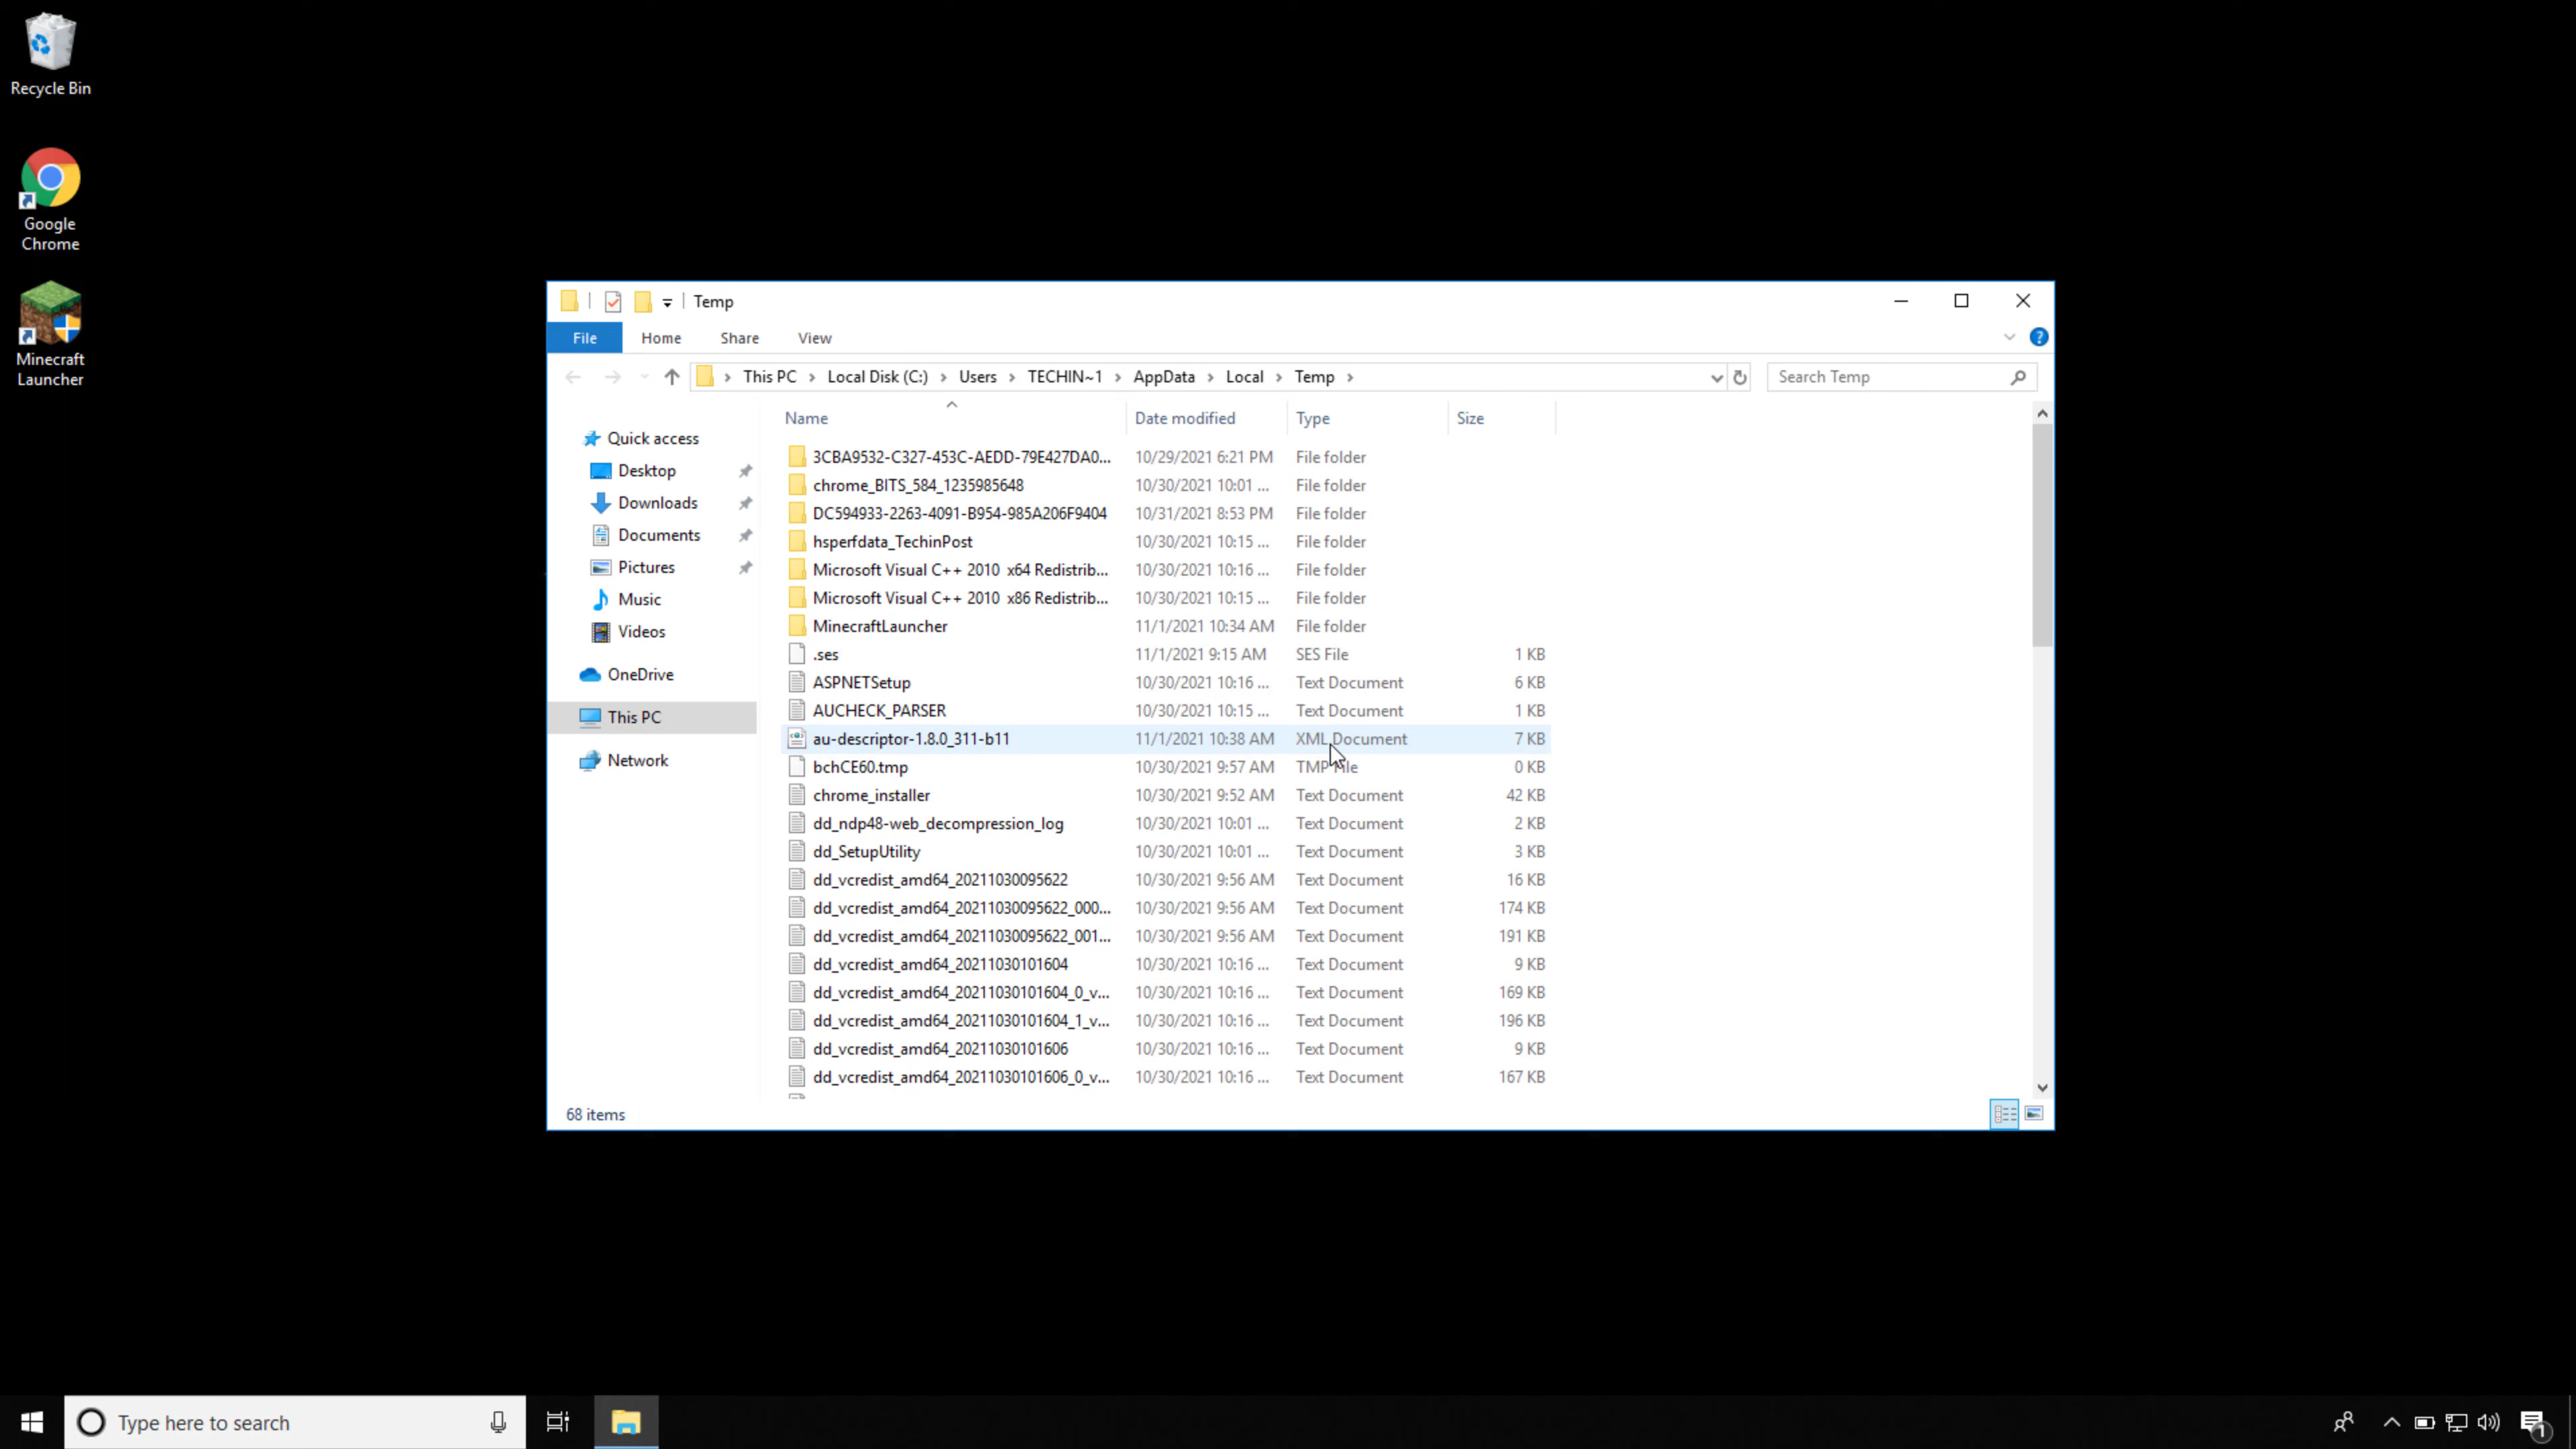 Recycle Bin
Google
Chrome
Minecraft
Launcher
Temp
File Home Share View
This PC Local Disk (C:) Users TECHIN~1 AppData Local Temp
Search Temp
Name Date modified Type Size
Quick access
Desktop
Downloads
Documents
Pictures
Music
Videos
OneDrive
This PC
Network
3CBA9532-C327-453C-AEDD-79E427DA0... 10/29/2021 6:21 PM File folder
chrome_BITS_584_1235985648 10/30/2021 10:01 ... File folder
DC594933-2263-4091-B954-985A206F9404 10/31/2021 8:53 PM File folder
hsperfdata_TechinPost 10/30/2021 10:15 ... File folder
Microsoft Visual C++ 2010 x64 Redistrib... 10/30/2021 10:16 ... File folder
Microsoft Visual C++ 2010 x86 Redistrib... 10/30/2021 10:15 ... File folder
MinecraftLauncher 11/1/2021 10:34 AM File folder
.ses 11/1/2021 9:15 AM SES File 1 KB
ASPNETSetup 10/30/2021 10:16 ... Text Document 6 KB
AUCHECK_PARSER 10/30/2021 10:15 ... Text Document 1 KB
au-descriptor-1.8.0_311-b11 11/1/2021 10:38 AM XML Document 7 KB
bchCE60.tmp 10/30/2021 9:57 AM TMP File 0 KB
chrome_installer 10/30/2021 9:52 AM Text Document 42 KB
dd_ndp48-web_decompression_log 10/30/2021 10:01 ... Text Document 2 KB
dd_SetupUtility 10/30/2021 10:01 ... Text Document 3 KB
dd_vcredist_amd64_20211030095622 10/30/2021 9:56 AM Text Document 16 KB
dd_vcredist_amd64_20211030095622_000... 10/30/2021 9:56 AM Text Document 174 KB
dd_vcredist_amd64_20211030095622_001... 10/30/2021 9:56 AM Text Document 191 KB
dd_vcredist_amd64_20211030101604 10/30/2021 10:16 ... Text Document 9 KB
dd_vcredist_amd64_20211030101604_0_v... 10/30/2021 10:16 ... Text Document 169 KB
dd_vcredist_amd64_20211030101604_1_v... 10/30/2021 10:16 ... Text Document 196 KB
dd_vcredist_amd64_20211030101606 10/30/2021 10:16 ... Text Document 9 KB
dd_vcredist_amd64_20211030101606_0_v... 10/30/2021 10:16 ... Text Document 167 KB
68 items
Type here to search
1